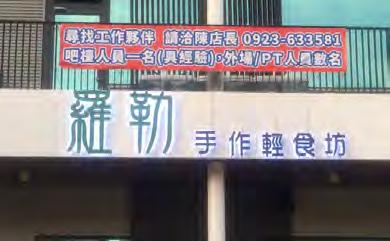 尋找工作夥伴 請洽陳店長 0923-633581
吧檯人員一名(具經驗)·外場/PT人員數名
羅勒 手作輕食坊